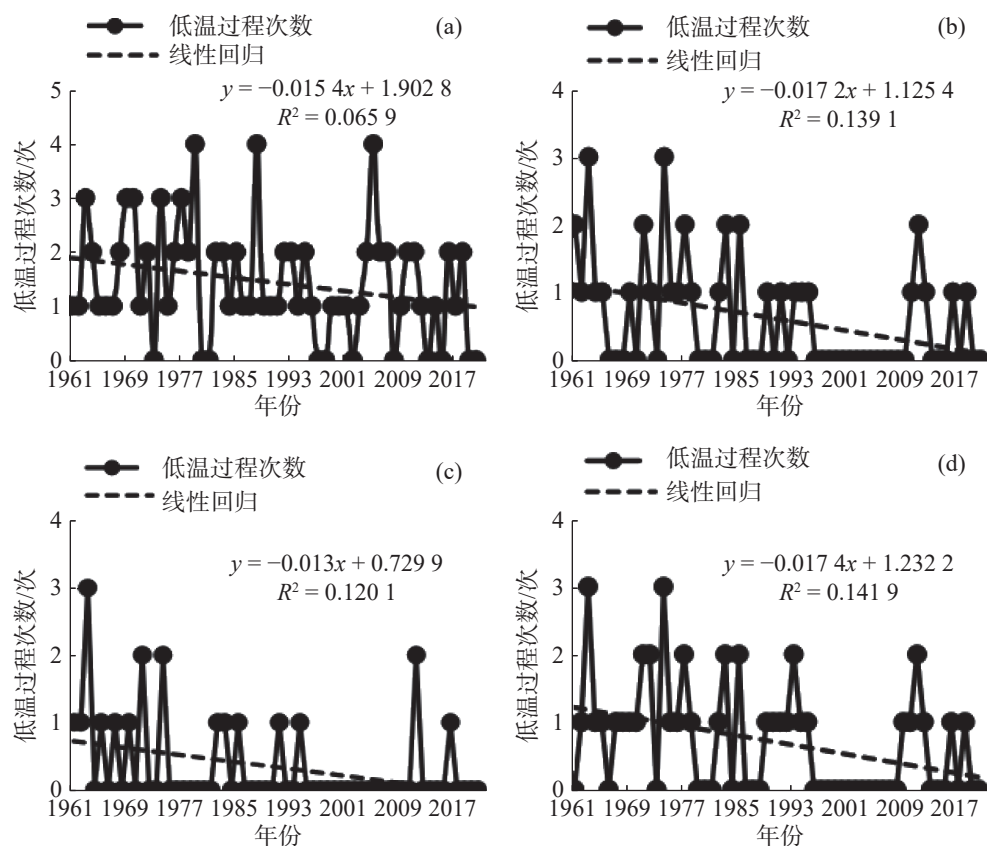 低温过程次数 (a)
线性回归
y = −0.015 4x + 1.902 8
R² = 0.065 9
低温过程次数/次
5
4
3
2
1
0
1961 1969 1977 1985 1993 2001 2009 2017
年份
低温过程次数 (b)
线性回归
y = −0.017 2x + 1.125 4
R² = 0.139 1
低温过程次数/次
4
3
2
1
0
1961 1969 1977 1985 1993 2001 2009 2017
年份
低温过程次数 (c)
线性回归
y = −0.013x + 0.729 9
R² = 0.120 1
低温过程次数/次
4
3
2
1
0
1961 1969 1977 1985 1993 2001 2009 2017
年份
低温过程次数 (d)
线性回归
y = −0.017 4x + 1.232 2
R² = 0.141 9
低温过程次数/次
4
3
2
1
0
1961 1969 1977 1985 1993 2001 2009 2017
年份